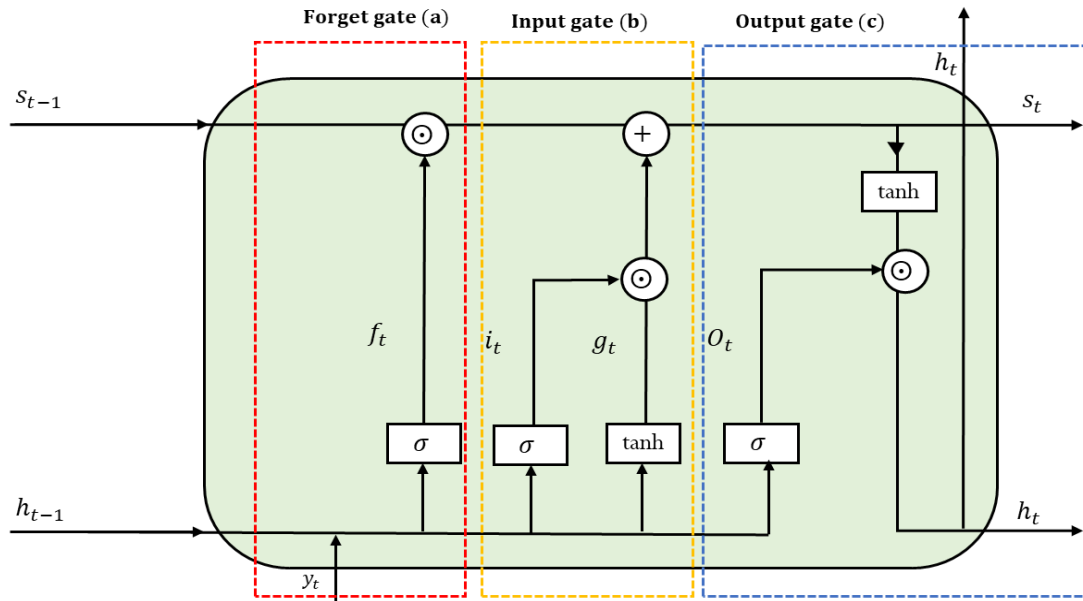 Forget gate (a)
Input gate (b)
Output gate (c)
h_t
s_{t−1}
s_t
⊙
+
tanh
⊙
⊙
f_t
i_t
g_t
O_t
σ
σ
tanh
σ
h_{t−1}
h_t
y_t